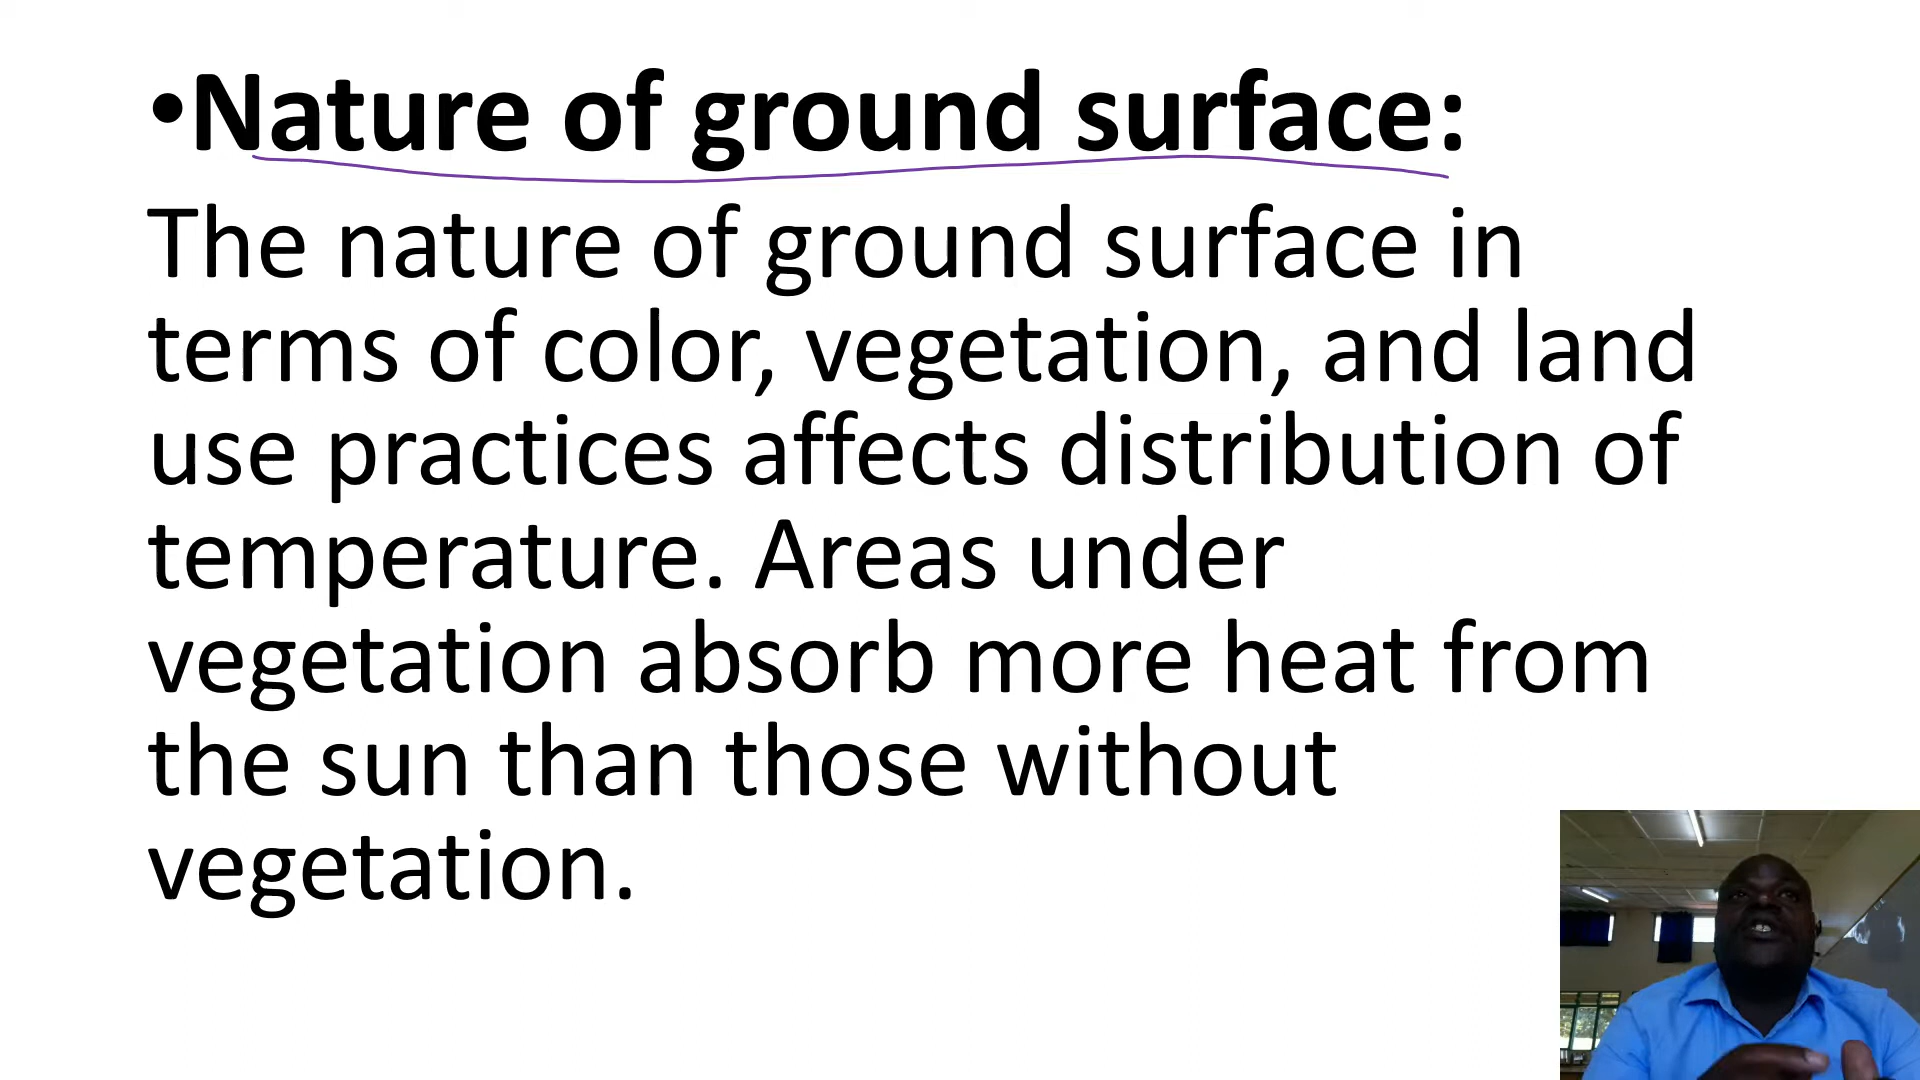 •Nature of ground surface:
The nature of ground surface in
terms of color, vegetation, and land
use practices affects distribution of
temperature. Areas under
vegetation absorb more heat from
the sun than those without
vegetation.